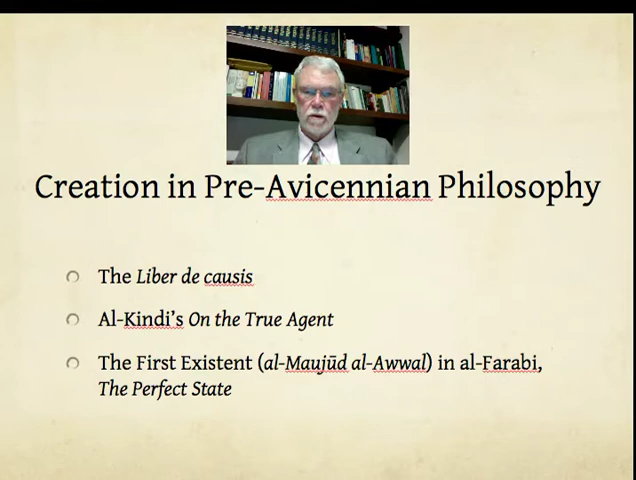 Creation in Pre-Avicennian Philosophy
The Liber de causis
Al-Kindi's On the True Agent
The First Existent (al-Maujūd al-Awwal) in al-Farabi,
The Perfect State